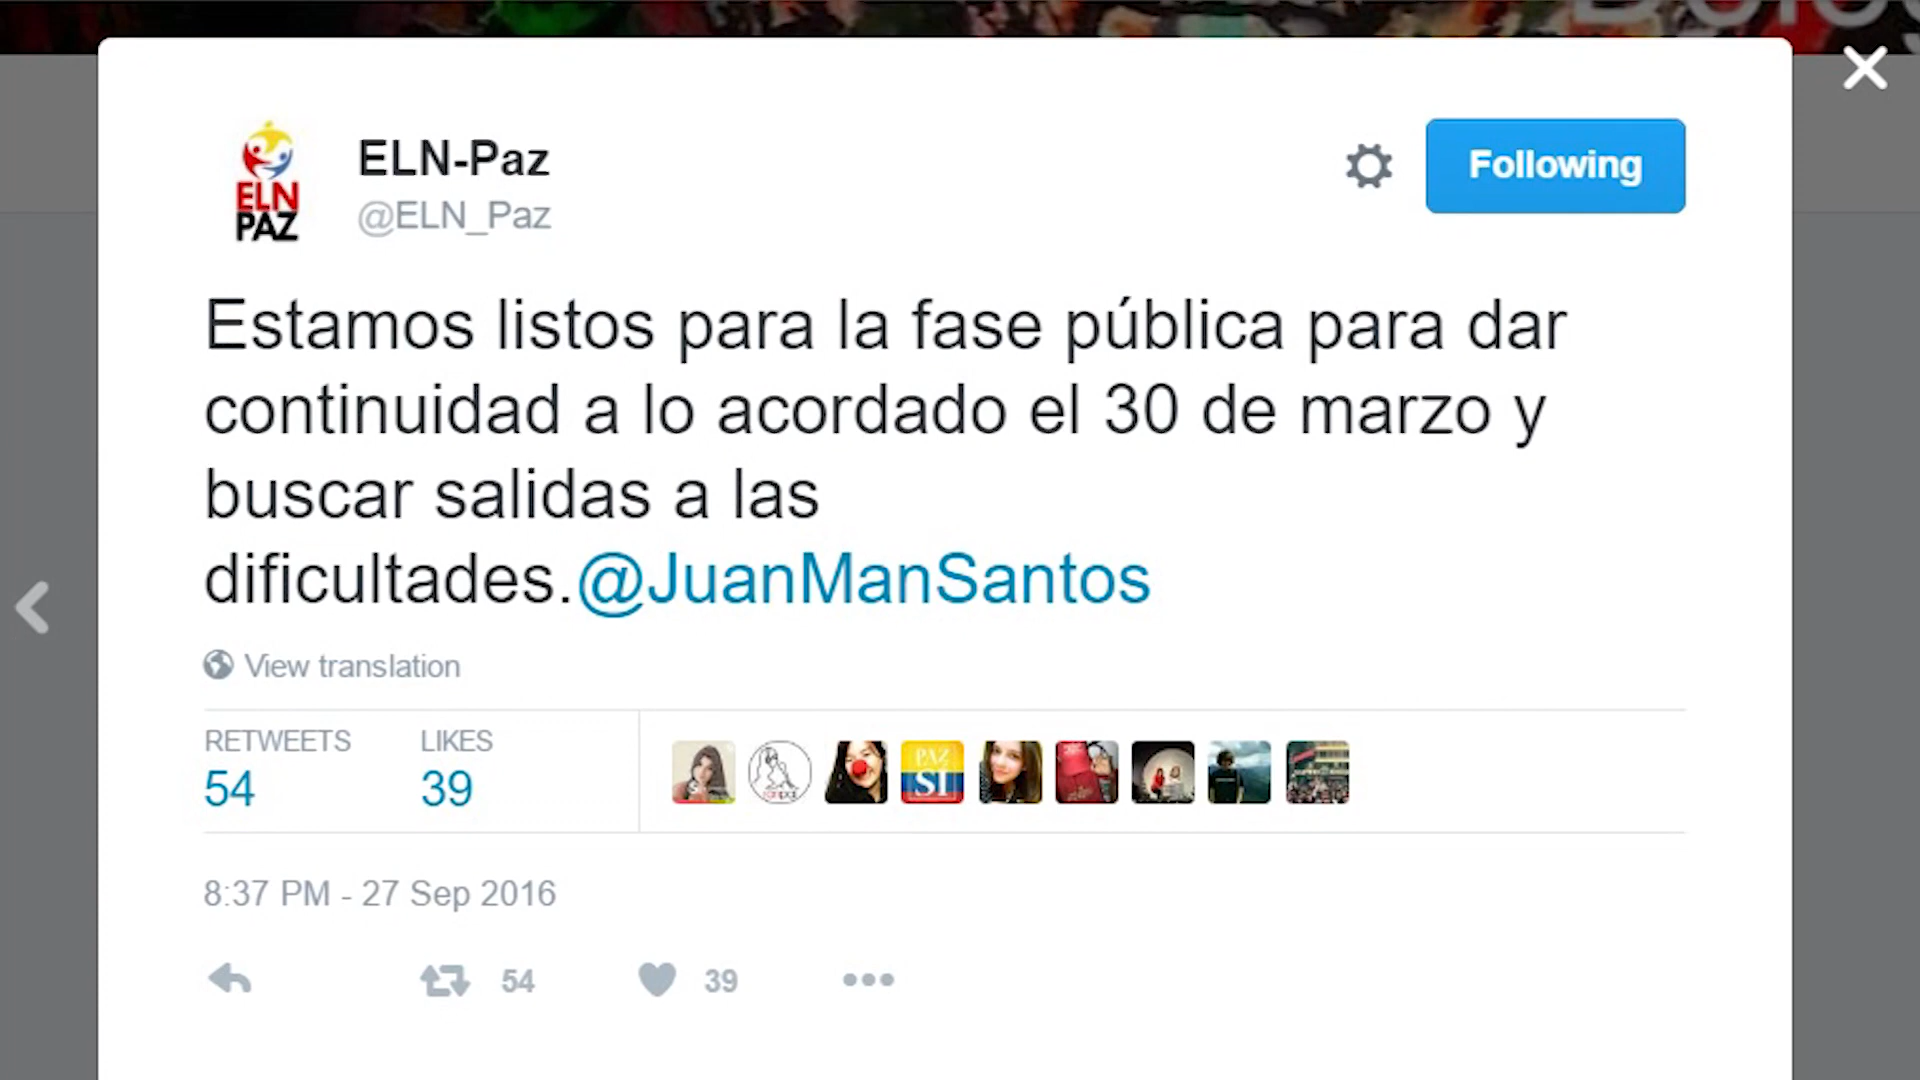 ELN-Paz
@ELN_Paz
ELN
PAZ
Following
Estamos listos para la fase pública para dar
continuidad a lo acordado el 30 de marzo y
buscar salidas a las
dificultades.@JuanManSantos
View translation
RETWEETS
54
LIKES
39
PAZ
SÍ
8:37 PM - 27 Sep 2016
54
39